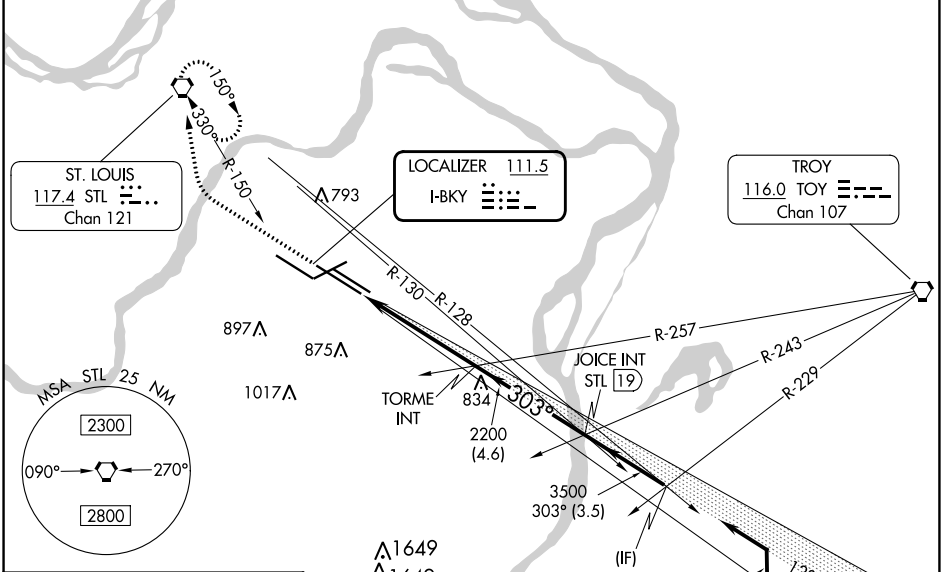 150°
330°
R-150
ST. LOUIS
117.4 STL
Chan 121
793
LOCALIZER 111.5
I-BKY
TROY
116.0 TOY
Chan 107
R-130
R-128
R-257
R-243
R-229
897
875
1017
JOICE INT
STL 19
TORME
INT
834
303°
2200
(4.6)
3500
303° (3.5)
(IF)
MSA STL 25 NM
2300
090°
270°
2800
1649